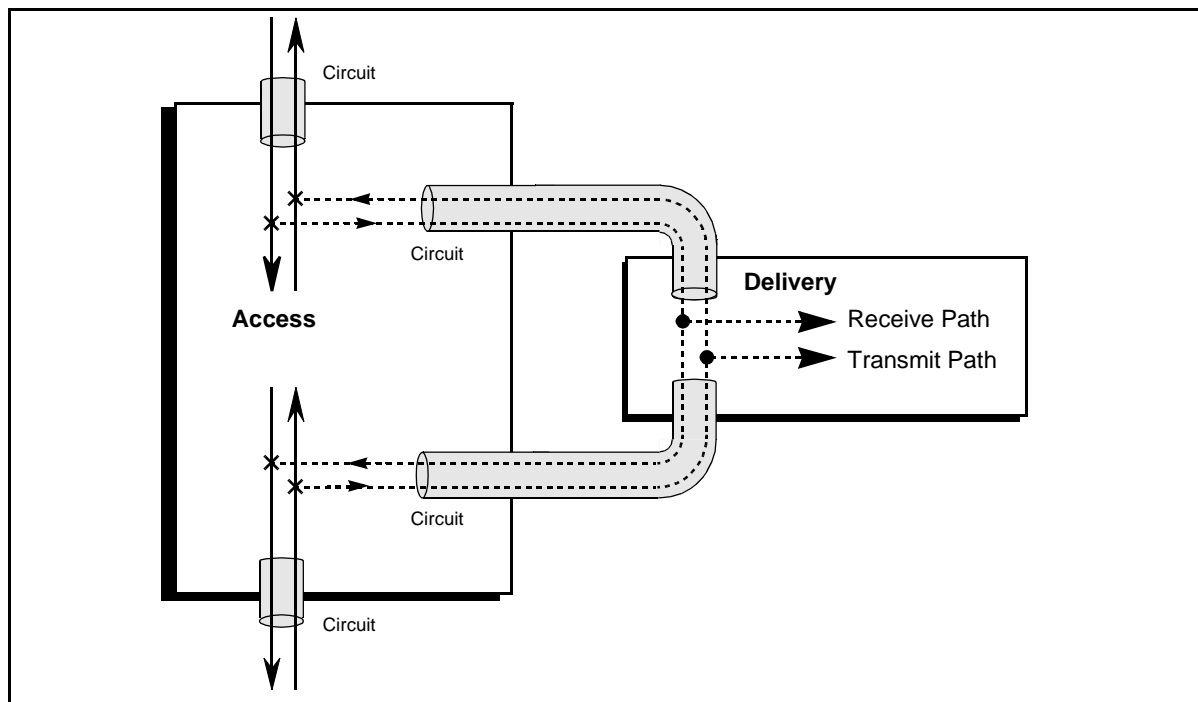 Circuit
Circuit
Delivery
Access
Receive Path
Transmit Path
Circuit
Circuit